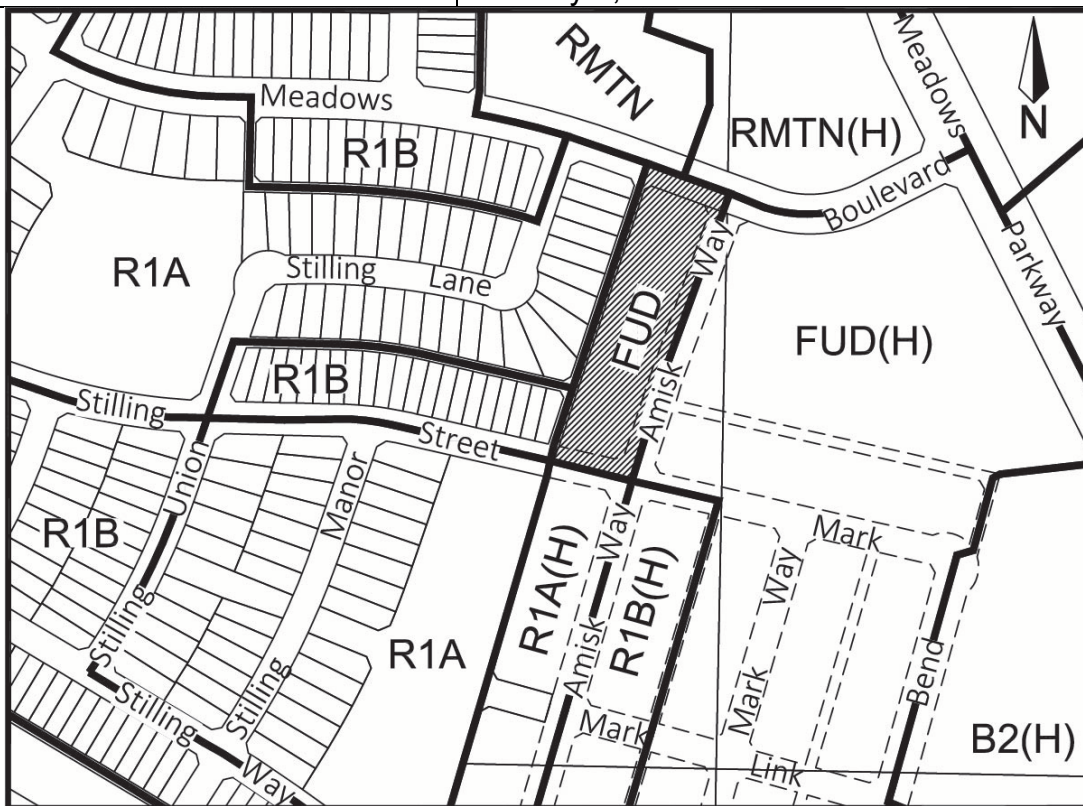 RMTN
Meadows
N
Meadows
R1B
RMTN(H)
Boulevard
Parkway
R1A
Stilling Lane
Way
FUD
FUD(H)
R1B
Amisk
Stilling
Street
Union
Manor
R1B
R1A(H)
Way
R1B(H)
Mark
Way
Stilling
R1A
Amisk
Bend
Stilling
Stilling
Way
Mark
Mark
Link
B2(H)